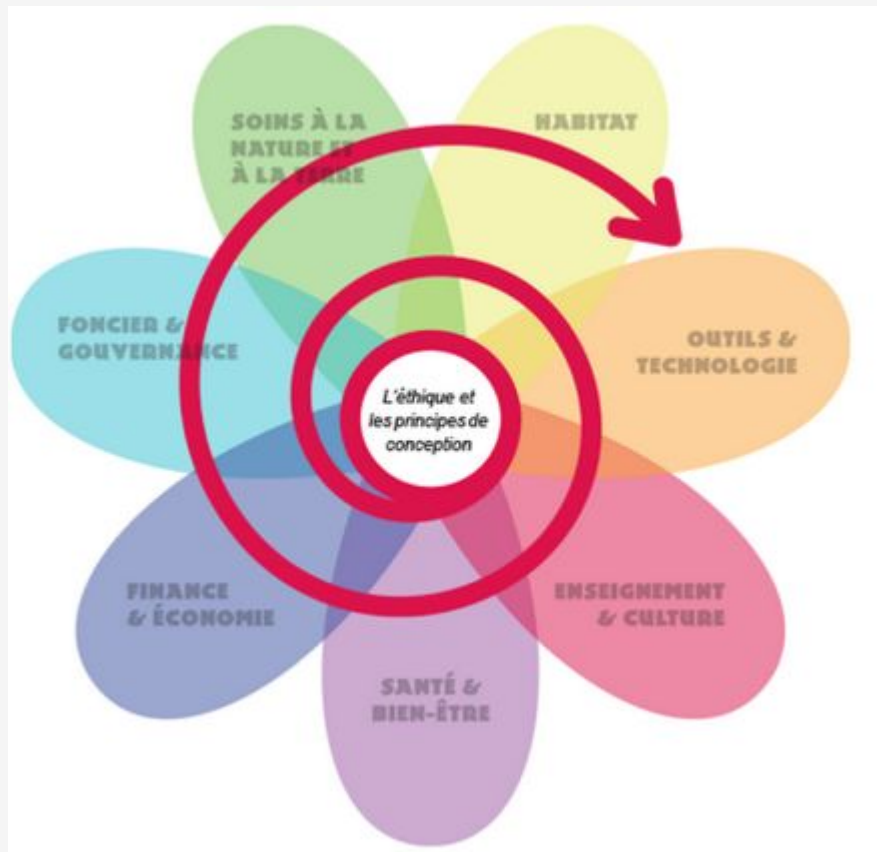 SOINS À LA
NATURE ET
À LA TERRE
HABITAT
OUTILS &
TECHNOLOGIE
ENSEIGNEMENT
& CULTURE
SANTÉ &
BIEN-ÊTRE
FINANCE
& ÉCONOMIE
FONCIER &
GOUVERNANCE
L'éthique et
les principes de
conception